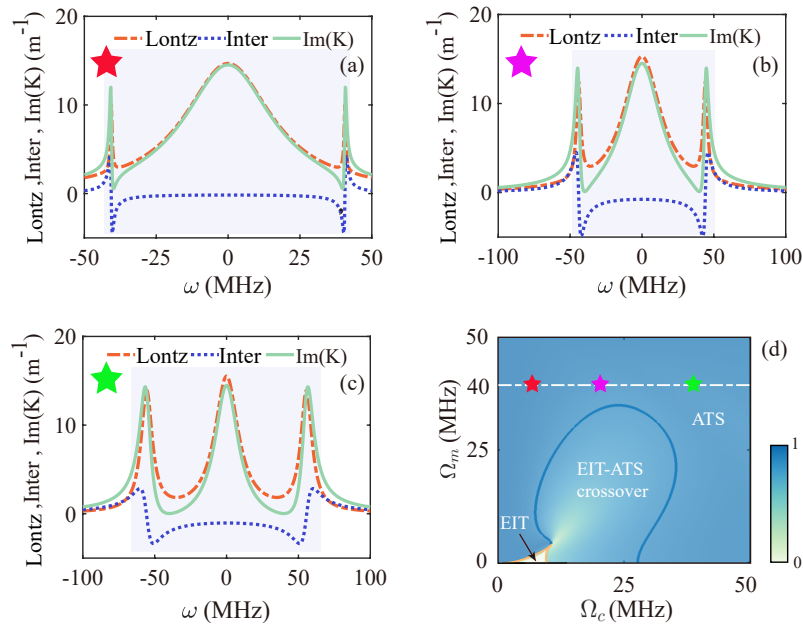 Lontz Inter Im(K)
(a)
Lontz ,Inter , Im(K) (m⁻¹)
20
10
0
-50 -25 0 25 50
ω (MHz)
Lontz Inter Im(K)
(b)
Lontz ,Inter , Im(K) (m⁻¹)
20
15
10
5
0
-100 -50 0 50 100
ω (MHz)
Lontz Inter Im(K)
(c)
Lontz ,Inter , Im(K) (m⁻¹)
20
10
0
-100 -50 0 50 100
ω (MHz)
(d)
Ωₘ (MHz)
50
40
25
0
ATS
EIT-ATS
crossover
EIT
0 25 50
Ω_c (MHz)
1
0